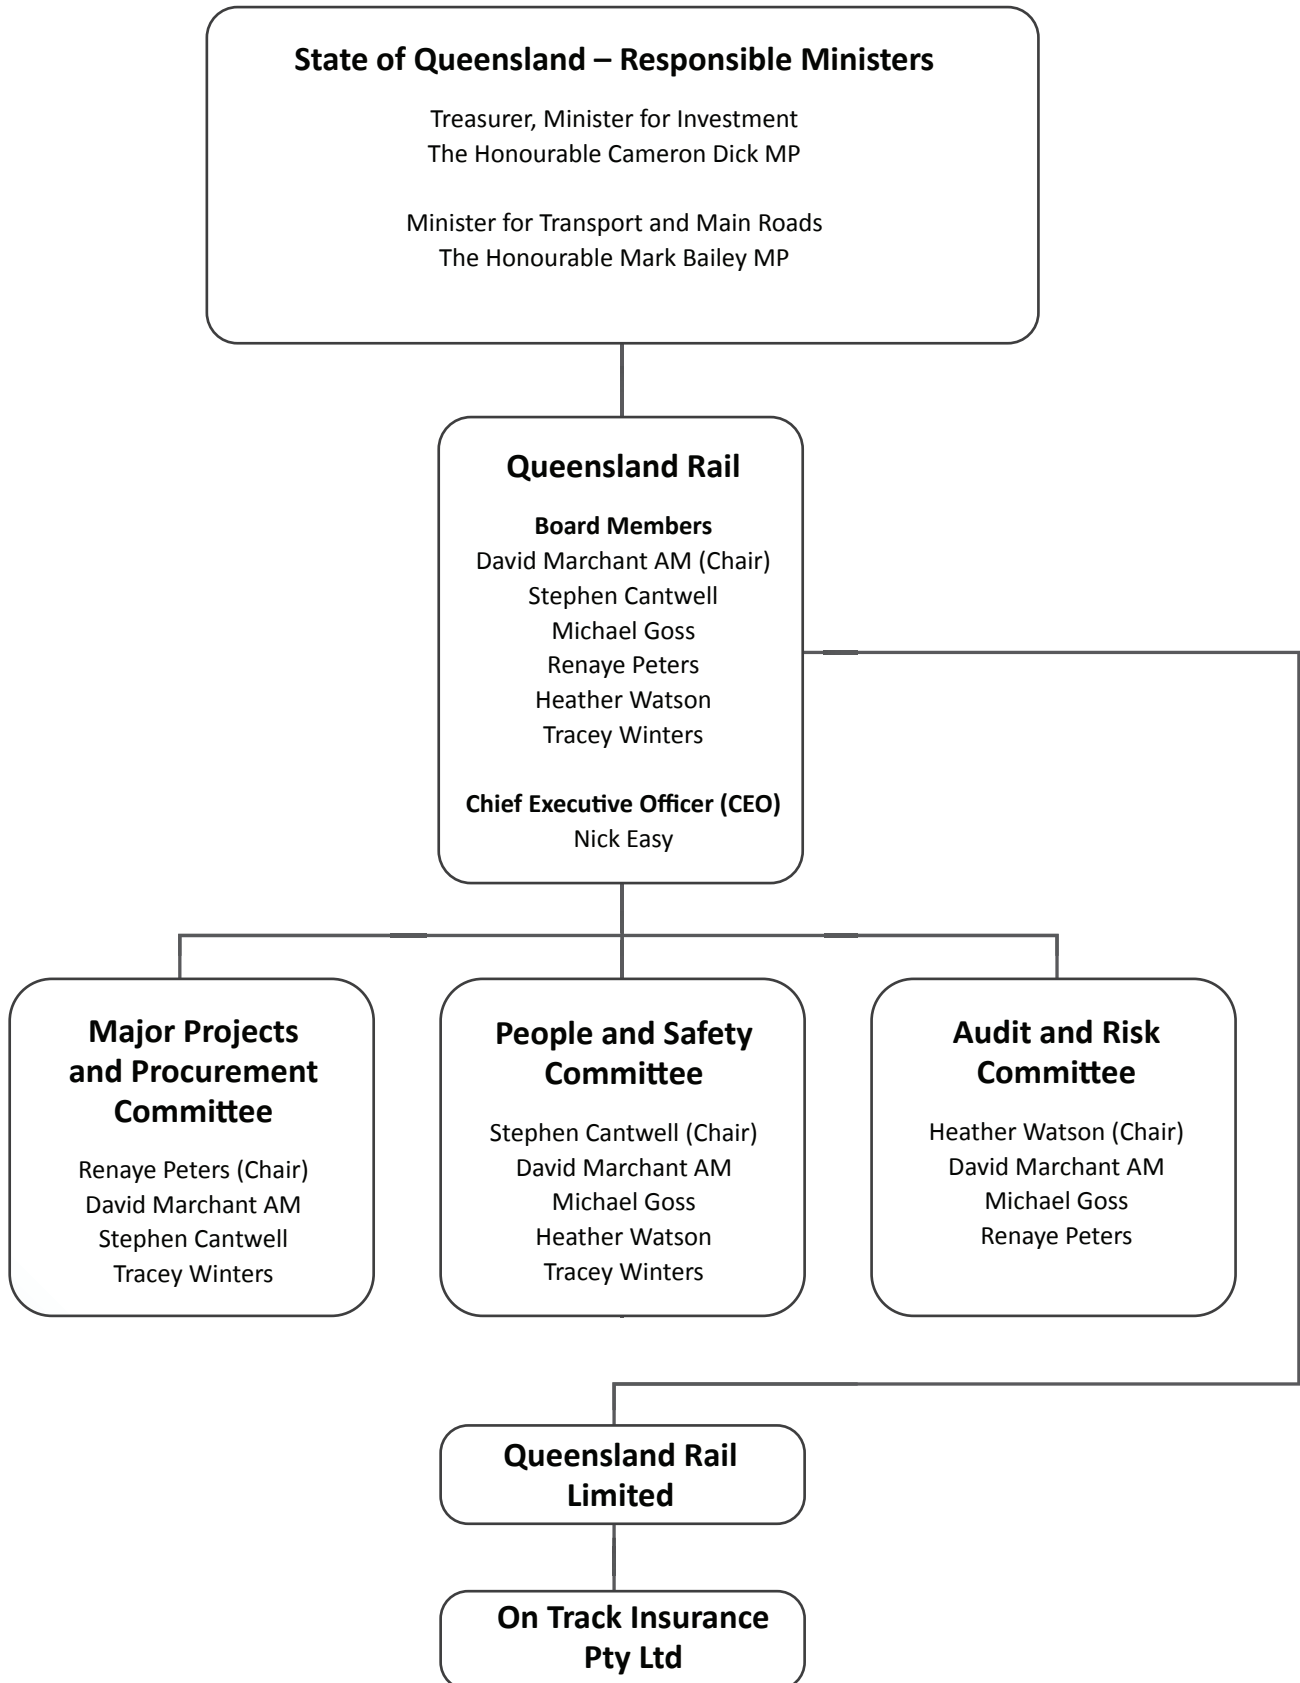 State of Queensland – Responsible Ministers
Treasurer, Minister for Investment
The Honourable Cameron Dick MP
Minister for Transport and Main Roads
The Honourable Mark Bailey MP
Queensland Rail
Board Members
David Marchant AM (Chair)
Stephen Cantwell
Michael Goss
Renaye Peters
Heather Watson
Tracey Winters
Chief Executive Officer (CEO)
Nick Easy
Major Projects
and Procurement
Committee
Renaye Peters (Chair)
David Marchant AM
Stephen Cantwell
Tracey Winters
People and Safety
Committee
Stephen Cantwell (Chair)
David Marchant AM
Michael Goss
Heather Watson
Tracey Winters
Audit and Risk
Committee
Heather Watson (Chair)
David Marchant AM
Michael Goss
Renaye Peters
Queensland Rail
Limited
On Track Insurance
Pty Ltd